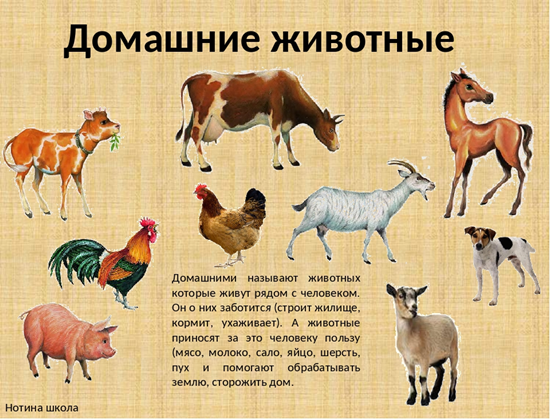 Домашние животные
Домашними называют животных
которые живут рядом с человеком.
Он о них заботится (строит жилище,
кормит, ухаживает). А животные
приносят за это человеку пользу
(мясо, молоко, сало, яйцо, шерсть,
пух и помогают обрабатывать
землю, сторожить дом.
Нотина школа